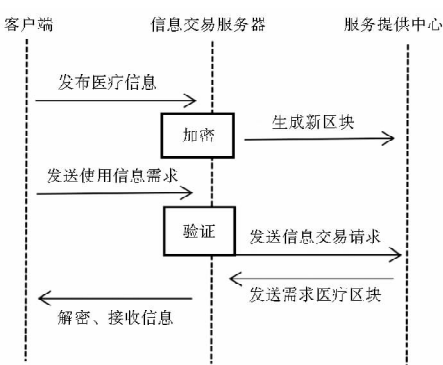 客户端 信息交易服务器 服务提供中心
发布医疗信息
加密 生成新区块
发送使用信息需求
验证 发送信息交易请求
发送需求医疗区块
解密、接收信息